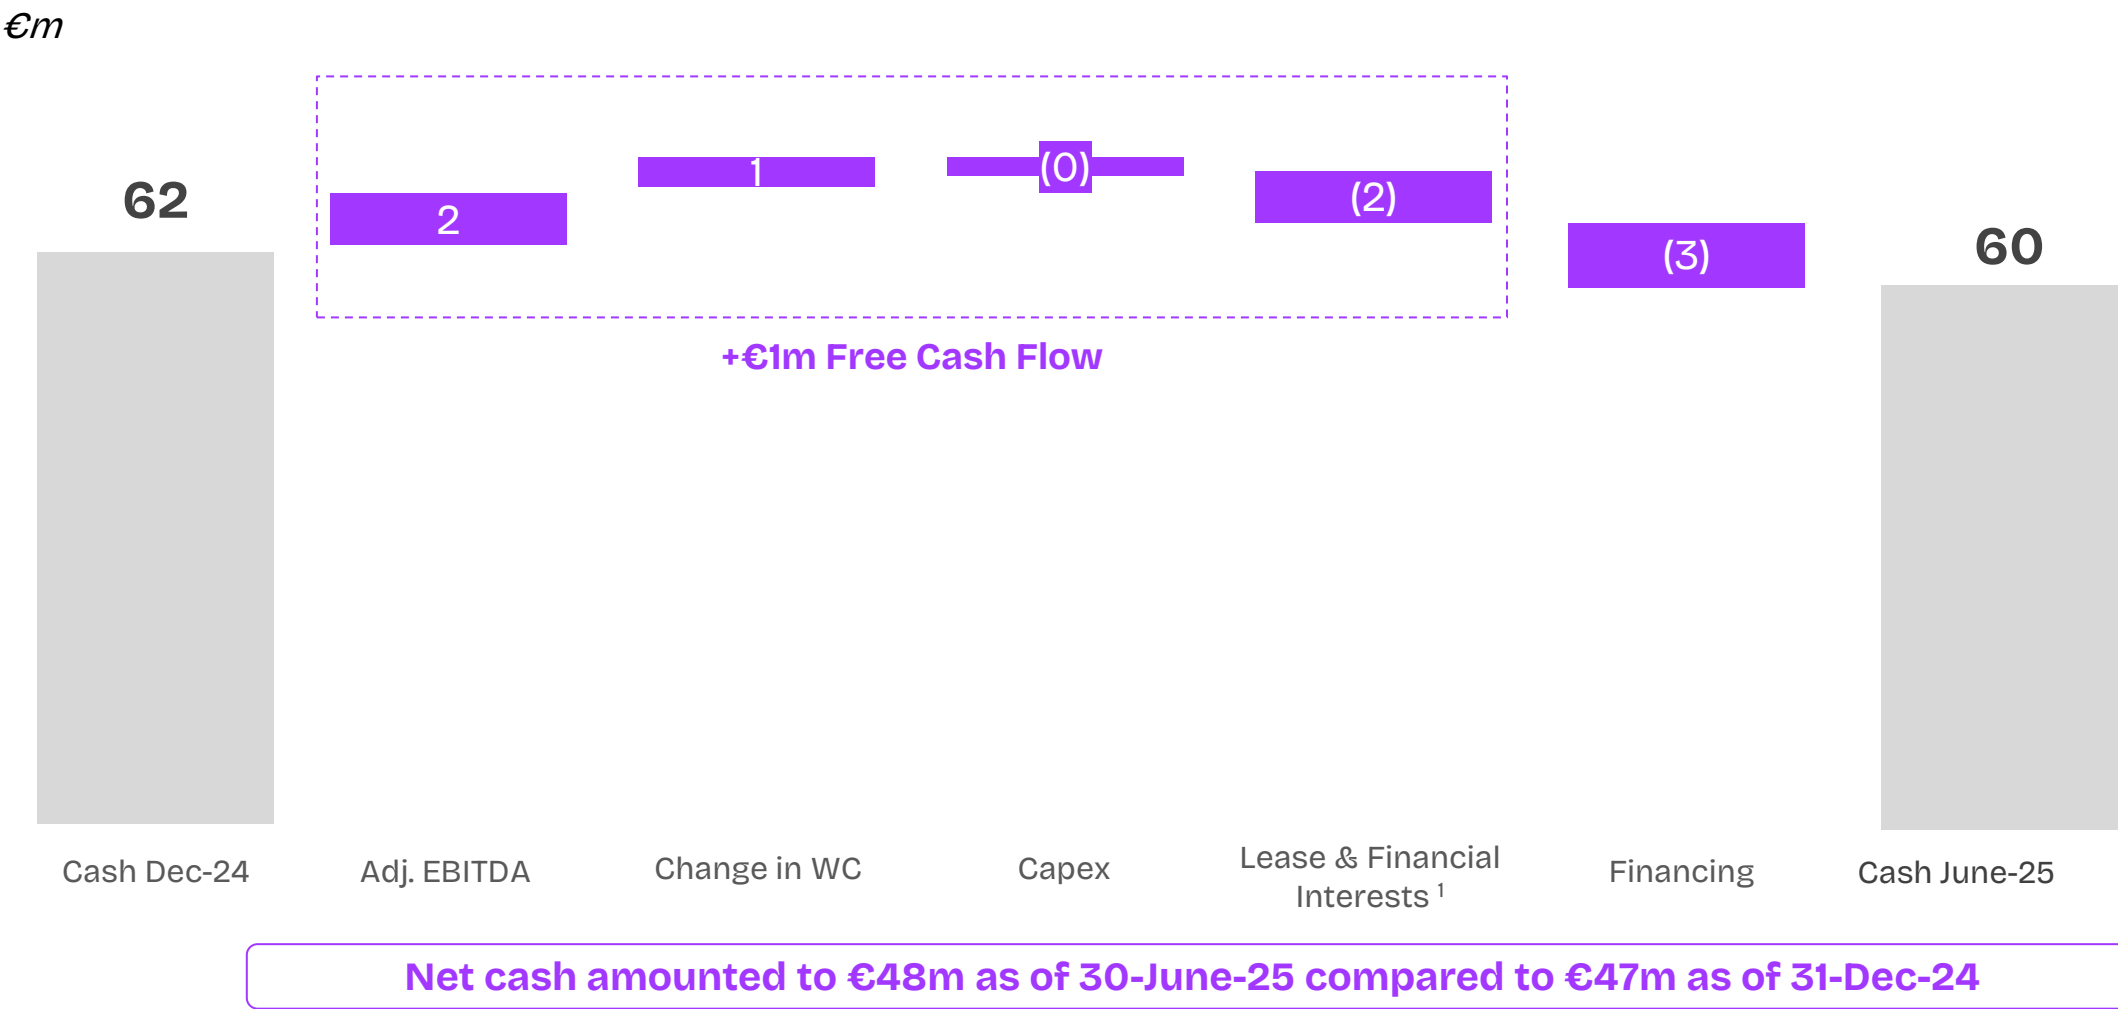 €m
62
2
1
(0)
(2)
(3)
60
+€1m Free Cash Flow
Cash Dec-24
Adj. EBITDA
Change in WC
Capex
Lease & Financial
Interests ¹
Financing
Cash June-25
Net cash amounted to €48m as of 30-June-25 compared to €47m as of 31-Dec-24